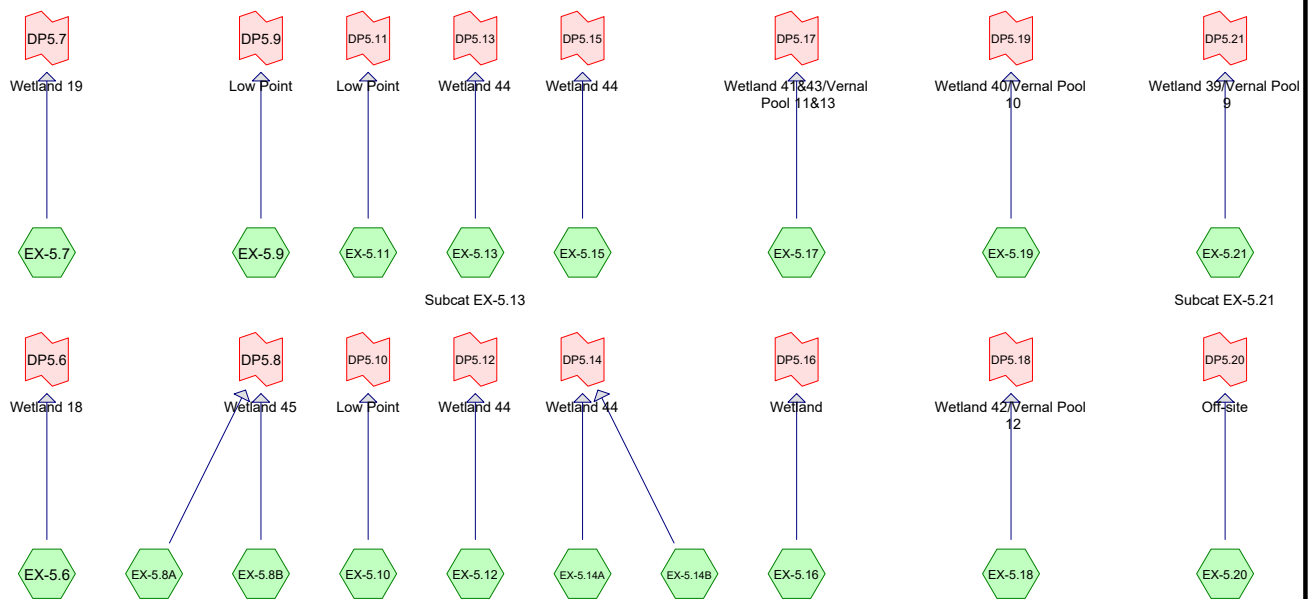 DP5.7
DP5.9
DP5.11
DP5.13
DP5.15
DP5.17
DP5.19
DP5.21
Wetland 19
Low Point
Low Point
Wetland 44
Wetland 44
Wetland 41&43/Vernal
Pool 11&13
Wetland 40/Vernal Pool
10
Wetland 39/Vernal Pool
9
EX-5.7
EX-5.9
EX-5.11
EX-5.13
EX-5.15
EX-5.17
EX-5.19
EX-5.21
Subcat EX-5.13
Subcat EX-5.21
DP5.6
DP5.8
DP5.10
DP5.12
DP5.14
DP5.16
DP5.18
DP5.20
Wetland 18
Wetland 45
Low Point
Wetland 44
Wetland 44
Wetland
Wetland 42/Vernal Pool
12
Off-site
EX-5.6
EX-5.8A
EX-5.8B
EX-5.10
EX-5.12
EX-5.14A
EX-5.14B
EX-5.16
EX-5.18
EX-5.20